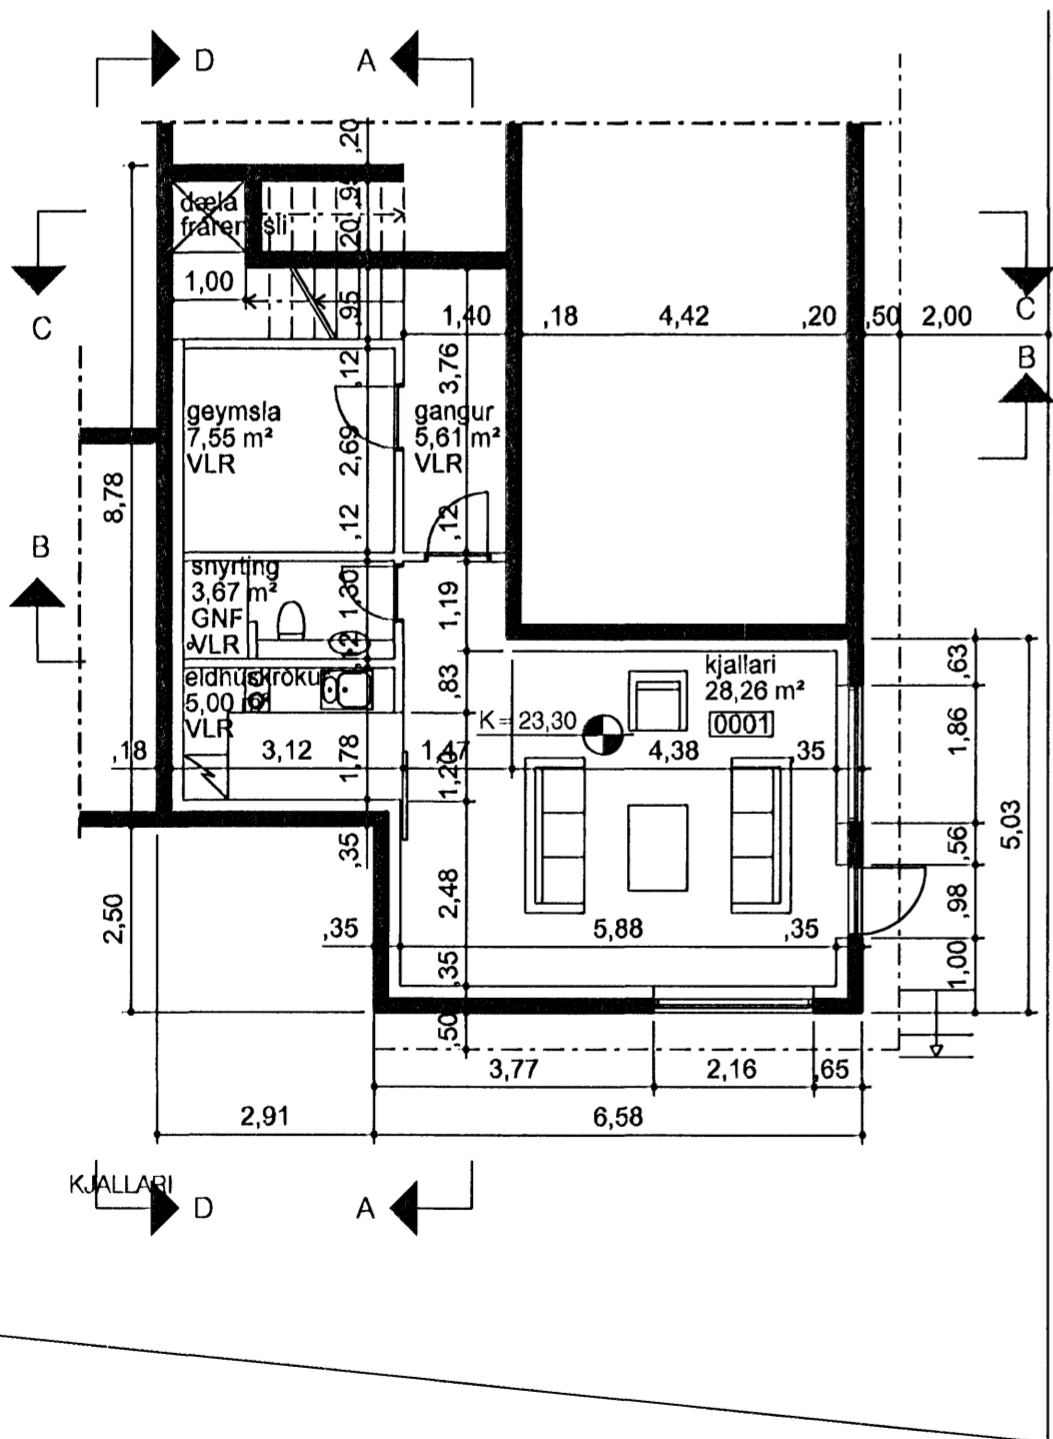 D
A
,20
dæla
frárennsli
,95
,20
1,00
,95
C
1,40
,18
4,42
,20
,50
2,00
C
B
,12
3,76
geymsla
7,55 m²
VLR
gangur
5,61 m²
VLR
2,69
8,78
,12
,12
B
snyrting
3,67 m²
GNF
VLR
1,30
1,19
,12
eldhúskrókur
5,00 m²
VLR
,83
kjallari
28,26 m²
0001
K = 23,30
,63
1,86
,18
3,12
1,78
1,47
1,20
4,38
,35
5,03
,35
,56
2,50
2,48
,98
,35
5,88
,35
,35
1,00
,50
3,77
2,16
,65
2,91
6,58
KJALLARI
D
A